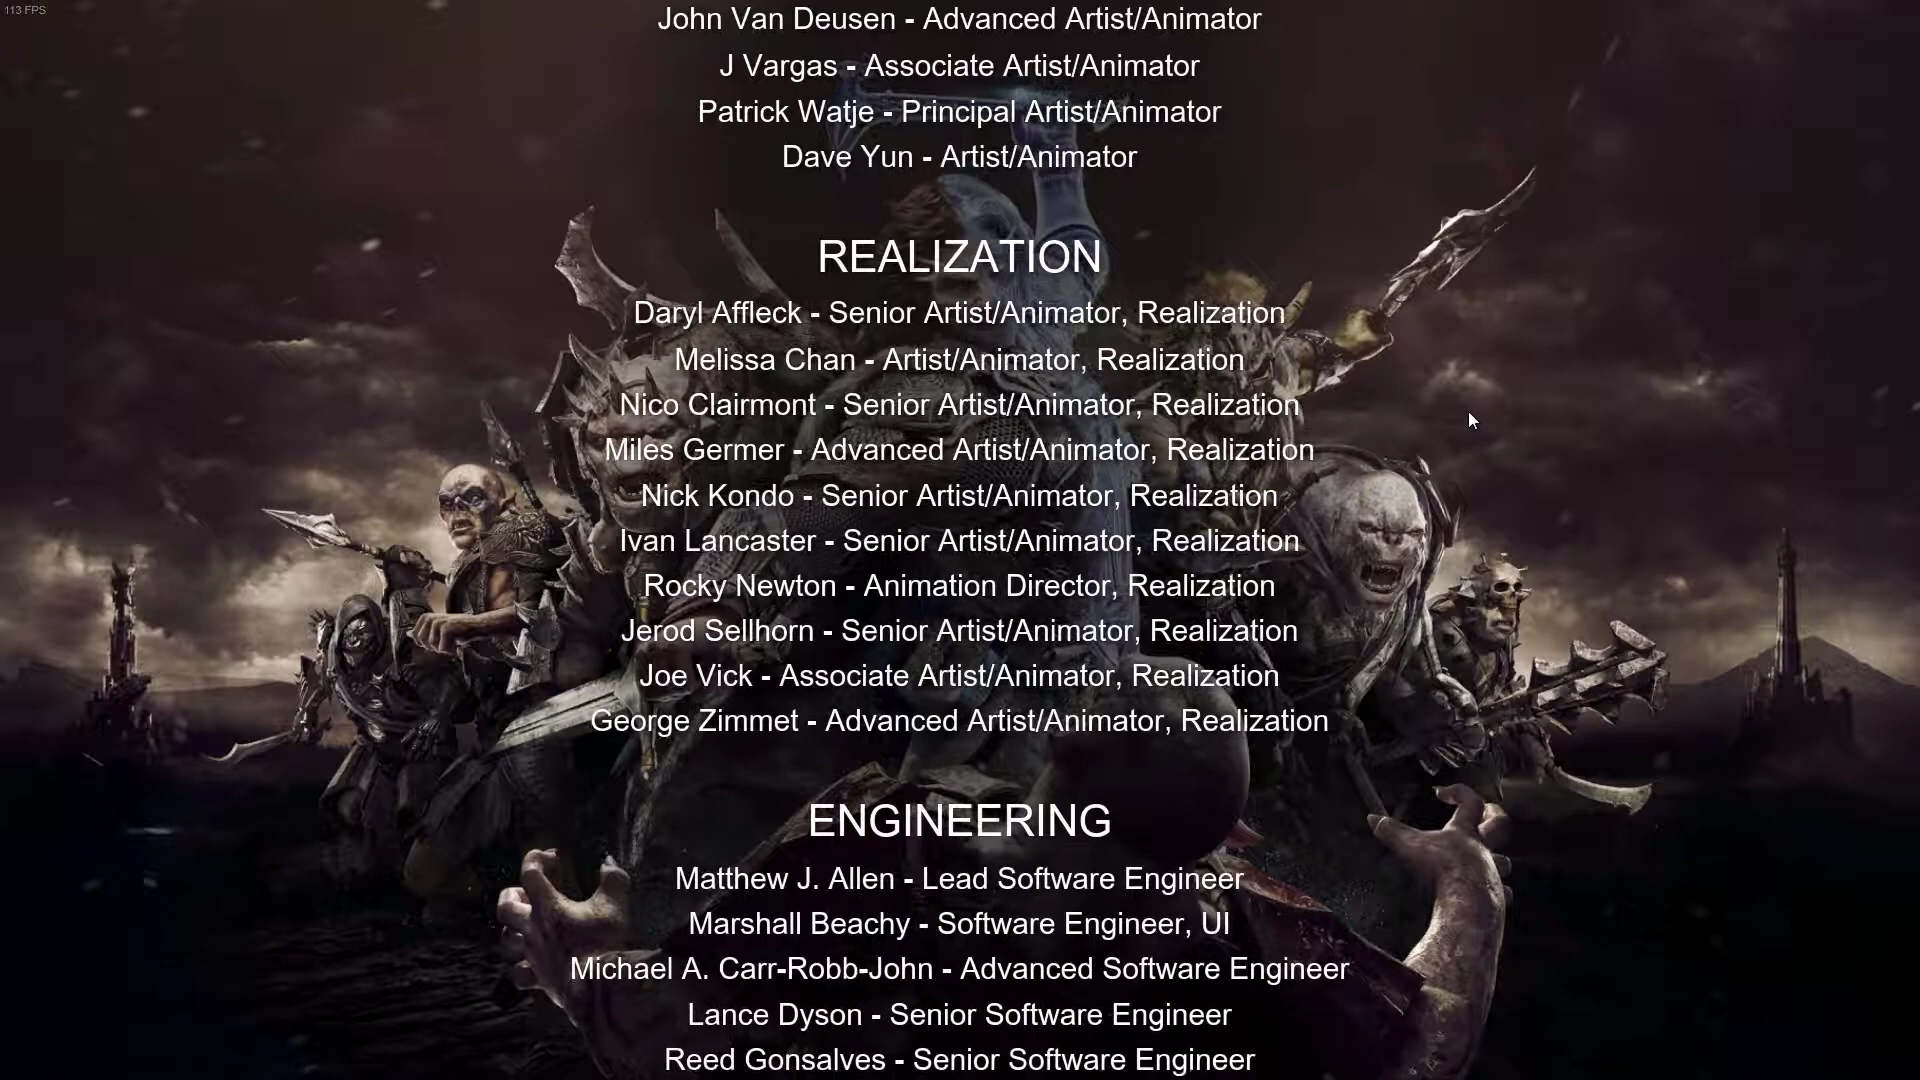 113 FPS
John Van Deusen - Advanced Artist/Animator
J Vargas - Associate Artist/Animator
Patrick Watje - Principal Artist/Animator
Dave Yun - Artist/Animator
REALIZATION
Daryl Affleck - Senior Artist/Animator, Realization
Melissa Chan - Artist/Animator, Realization
Nico Clairmont - Senior Artist/Animator, Realization
Miles Germer - Advanced Artist/Animator, Realization
Nick Kondo - Senior Artist/Animator, Realization
Ivan Lancaster - Senior Artist/Animator, Realization
Rocky Newton - Animation Director, Realization
Jerod Sellhorn - Senior Artist/Animator, Realization
Joe Vick - Associate Artist/Animator, Realization
George Zimmet - Advanced Artist/Animator, Realization
ENGINEERING
Matthew J. Allen - Lead Software Engineer
Marshall Beachy - Software Engineer, UI
Michael A. Carr-Robb-John - Advanced Software Engineer
Lance Dyson - Senior Software Engineer
Reed Gonsalves - Senior Software Engineer